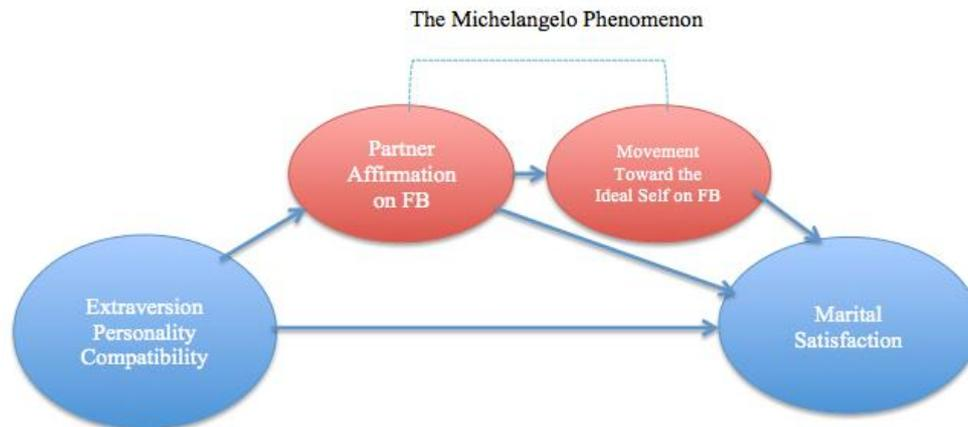 The Michelangelo Phenomenon
Partner
Affirmation
on FB
Movement
Toward the
Ideal Self on FB
Extraversion
Personality
Compatibility
Marital
Satisfaction